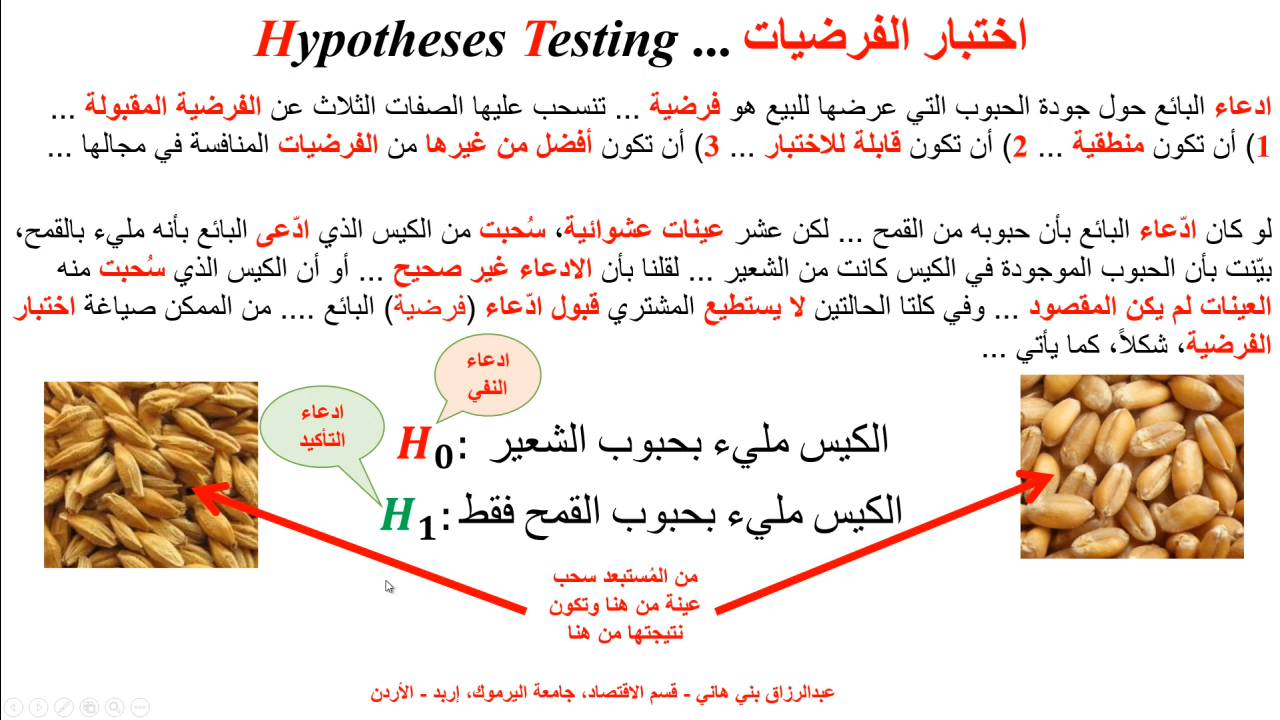 اختبار الفرضيات ... Hypotheses Testing
ادعاء البائع حول جودة الحبوب التي عرضها للبيع هو فرضية ... تنسحب عليها الصفات الثلاث عن الفرضية المقبولة ...
1) أن تكون منطقية ... 2) أن تكون قابلة للاختبار ... 3) أن تكون أفضل من غيرها من الفرضيات المنافسة في مجالها ...
لو كان ادّعاء البائع بأن حبوبه من القمح ... لكن عشر عينات عشوائية، سُحبت من الكيس الذي ادّعى البائع بأنه مليء بالقمح،
بيّنت بأن الحبوب الموجودة في الكيس كانت من الشعير ... لقلنا بأن الادعاء غير صحيح ... أو أن الكيس الذي سُحبت منه
العينات لم يكن المقصود ... وفي كلتا الحالتين لا يستطيع المشتري قبول ادّعاء (فرضية) البائع .... من الممكن صياغة اختبار
الفرضية، شكلاً، كما يأتي ...
ادعاء
النفي
ادعاء
التأكيد
H0: الكيس مليء بحبوب الشعير
H1: الكيس مليء بحبوب القمح فقط
من المُستبعد سحب
عينة من هنا وتكون
نتيجتها من هنا
عبدالرزاق بني هاني - قسم الاقتصاد، جامعة اليرموك، إربد - الأردن